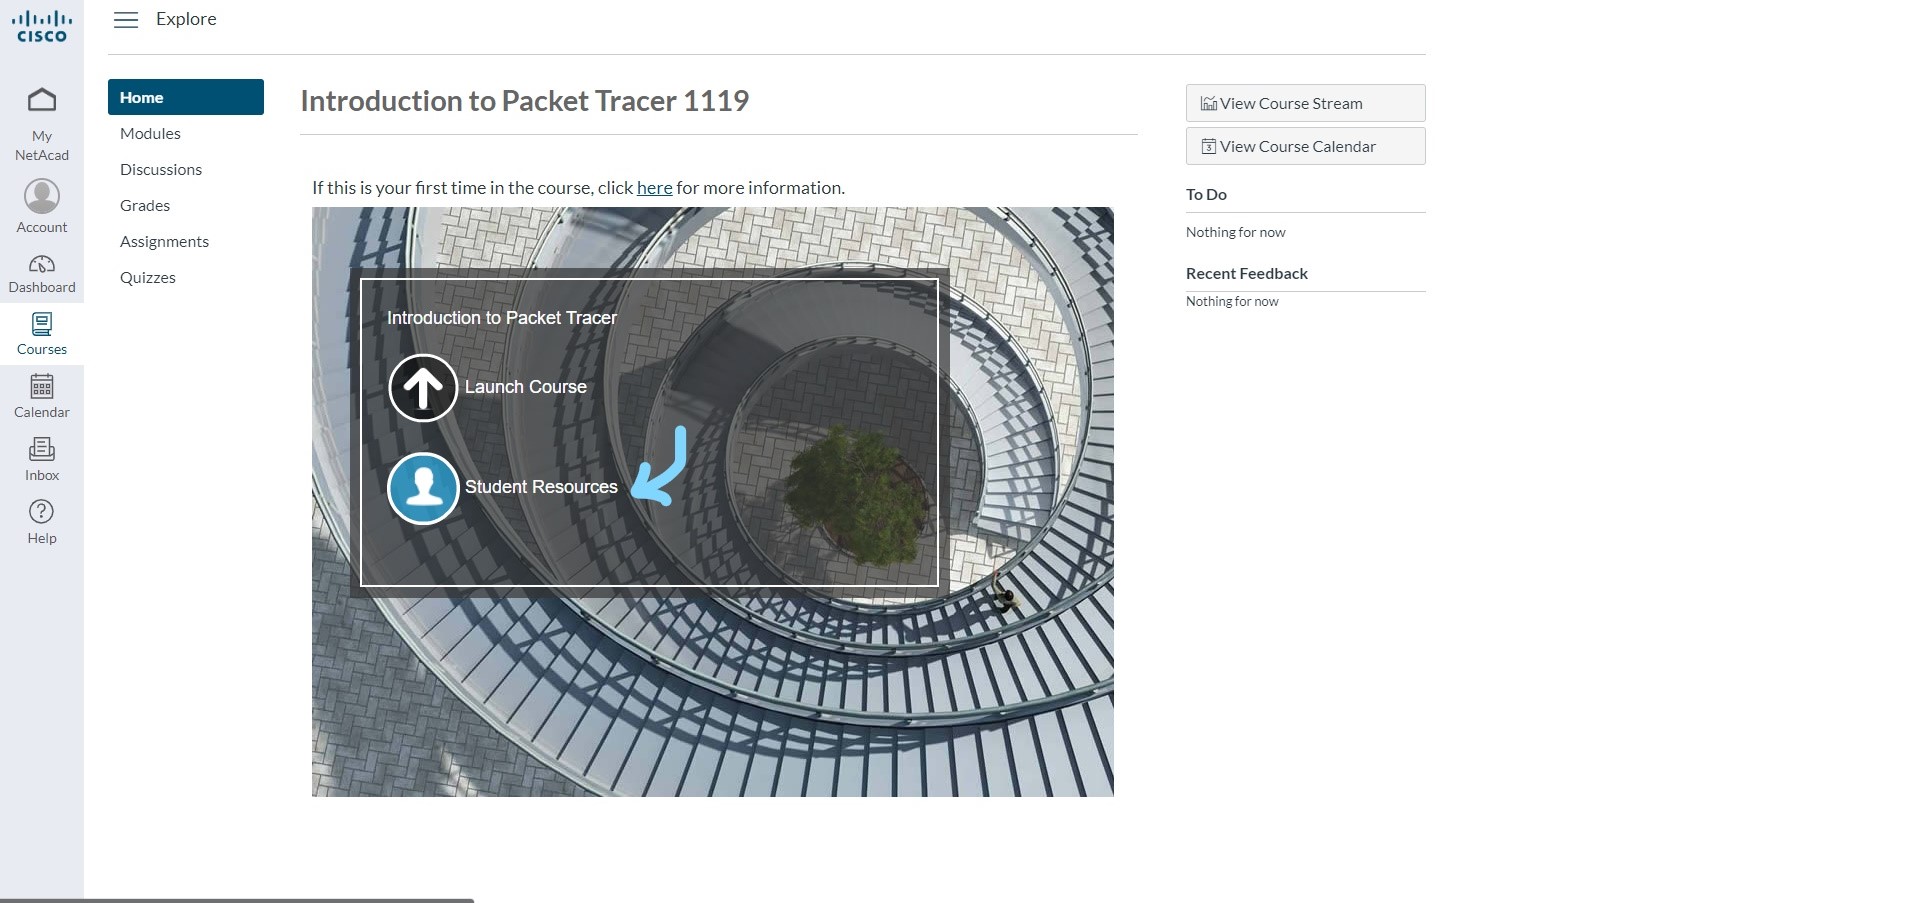 CISCO
Explore
My
NetAcad
Account
Dashboard
Courses
Calendar
Inbox
Help
Home
Modules
Discussions
Grades
Assignments
Quizzes
Introduction to Packet Tracer 1119
If this is your first time in the course, click here for more information.
Introduction to Packet Tracer
Launch Course
Student Resources
View Course Stream
3 View Course Calendar
To Do
Nothing for now
Recent Feedback
Nothing for now